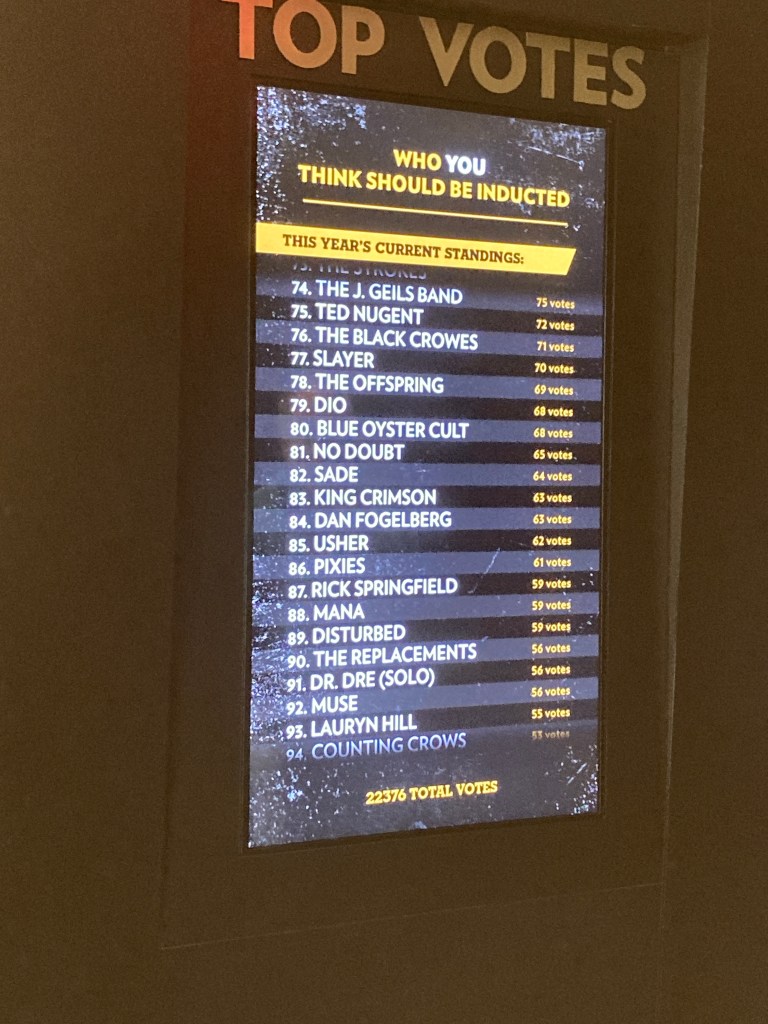 TOP VOTES
WHO YOU
THINK SHOULD BE INDUCTED
THIS YEAR'S CURRENT STANDINGS:
73. THE STROKES
74. THE J. GEILS BAND 75 votes
75. TED NUGENT 72 votes
76. THE BLACK CROWES 71 votes
77. SLAYER 70 votes
78. THE OFFSPRING 69 votes
79. DIO 68 votes
80. BLUE OYSTER CULT 68 votes
81. NO DOUBT 65 votes
82. SADE 64 votes
83. KING CRIMSON 63 votes
84. DAN FOGELBERG 63 votes
85. USHER 62 votes
86. PIXIES 61 votes
87. RICK SPRINGFIELD 59 votes
88. MANA 59 votes
89. DISTURBED 59 votes
90. THE REPLACEMENTS 56 votes
91. DR. DRE (SOLO) 56 votes
92. MUSE 56 votes
93. LAURYN HILL 55 votes
94. COUNTING CROWS 53 votes
22376 TOTAL VOTES